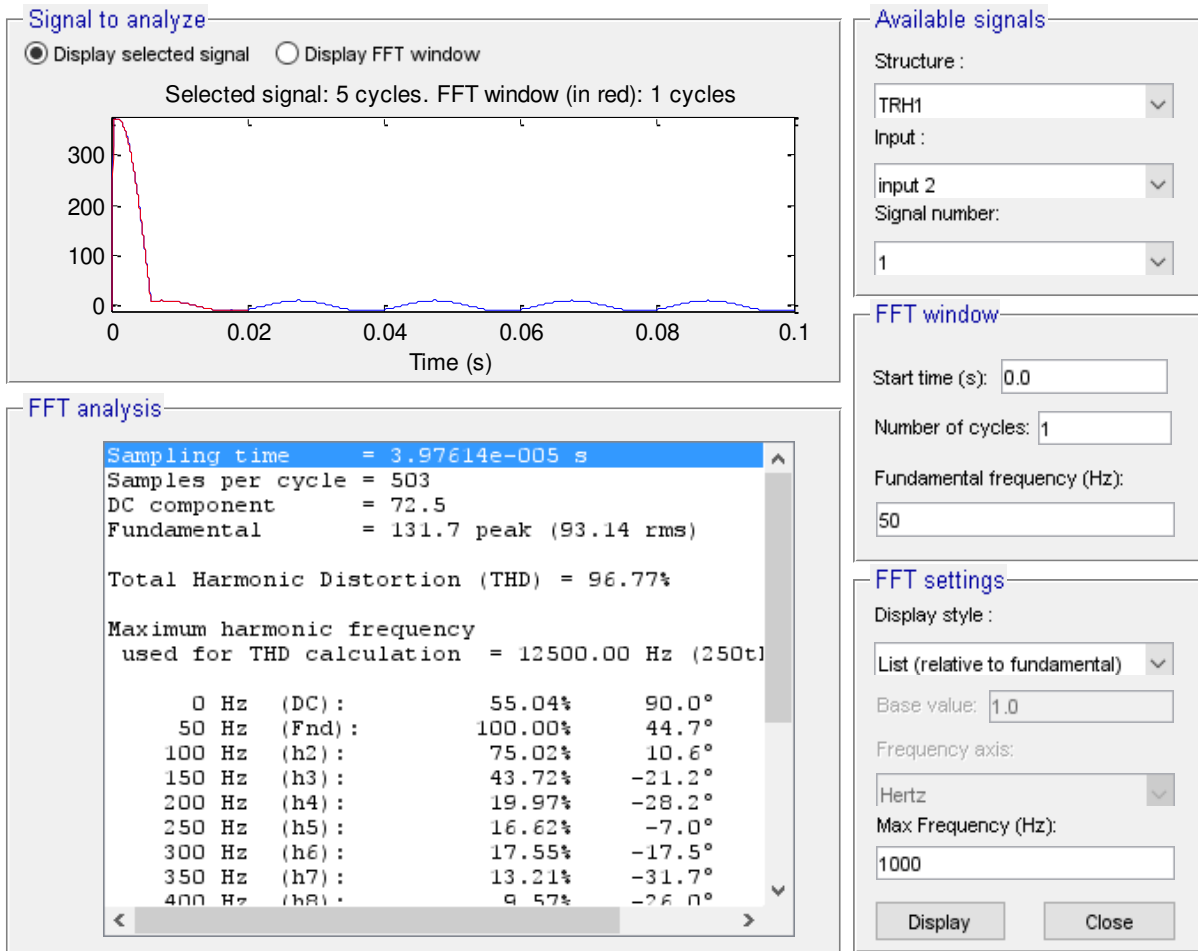 Signal to analyze
Display selected signal Display FFT window
Selected signal: 5 cycles. FFT window (in red): 1 cycles
300
200
100
0
0 0.02 0.04 0.06 0.08 0.1
Time (s)
FFT analysis
Sampling time = 3.97614e-005 s
Samples per cycle = 503
DC component = 72.5
Fundamental = 131.7 peak (93.14 rms)
Total Harmonic Distortion (THD) = 96.77%
Maximum harmonic frequency
used for THD calculation = 12500.00 Hz (250th
0 Hz (DC): 55.04% 90.0°
50 Hz (Fnd): 100.00% 44.7°
100 Hz (h2): 75.02% 10.6°
150 Hz (h3): 43.72% -21.2°
200 Hz (h4): 19.97% -28.2°
250 Hz (h5): 16.62% -7.0°
300 Hz (h6): 17.55% -17.5°
350 Hz (h7): 13.21% -31.7°
400 Hz (h8): 9.57% -26.0°
Available signals
Structure :
TRH1
Input :
input 2
Signal number:
1
FFT window
Start time (s): 0.0
Number of cycles: 1
Fundamental frequency (Hz):
50
FFT settings
Display style :
List (relative to fundamental)
Base value: 1.0
Frequency axis:
Hertz
Max Frequency (Hz):
1000
Display Close